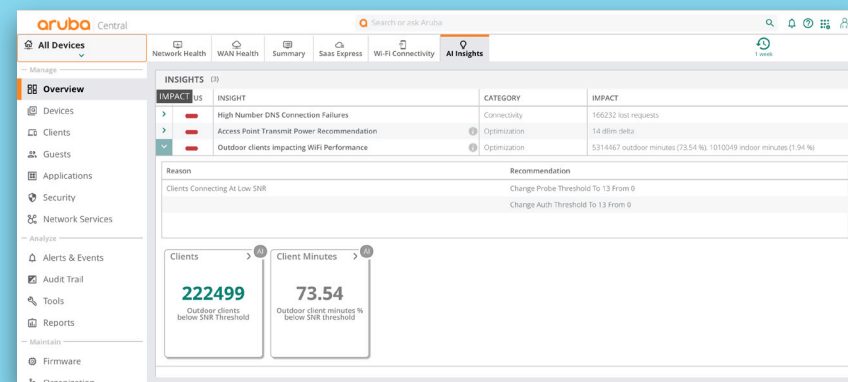 aruba Central
Search or ask Aruba
All Devices
Network Health
WAN Health
Summary
Saas Express
Wi-Fi Connectivity
AI Insights
1 week
Manage
Overview
Devices
Clients
Guests
Applications
Security
Network Services
Analyze
Alerts & Events
Audit Trail
Tools
Reports
Maintain
Firmware
INSIGHTS (3)
IMPACT US INSIGHT CATEGORY IMPACT
High Number DNS Connection Failures Connectivity 166232 lost requests
Access Point Transmit Power Recommendation Optimization 14 dBm delta
Outdoor clients impacting WiFi Performance Optimization 5314467 outdoor minutes (73.54 %). 1010049 indoor minutes (1.94 %)
Reason Recommendation
Clients Connecting At Low SNR Change Probe Threshold To 13 From 0
Change Auth Threshold To 13 From 0
Clients > AI
222499
Outdoor clients
below SNR Threshold
Client Minutes > AI
73.54
Outdoor client minutes %
below SNR threshold